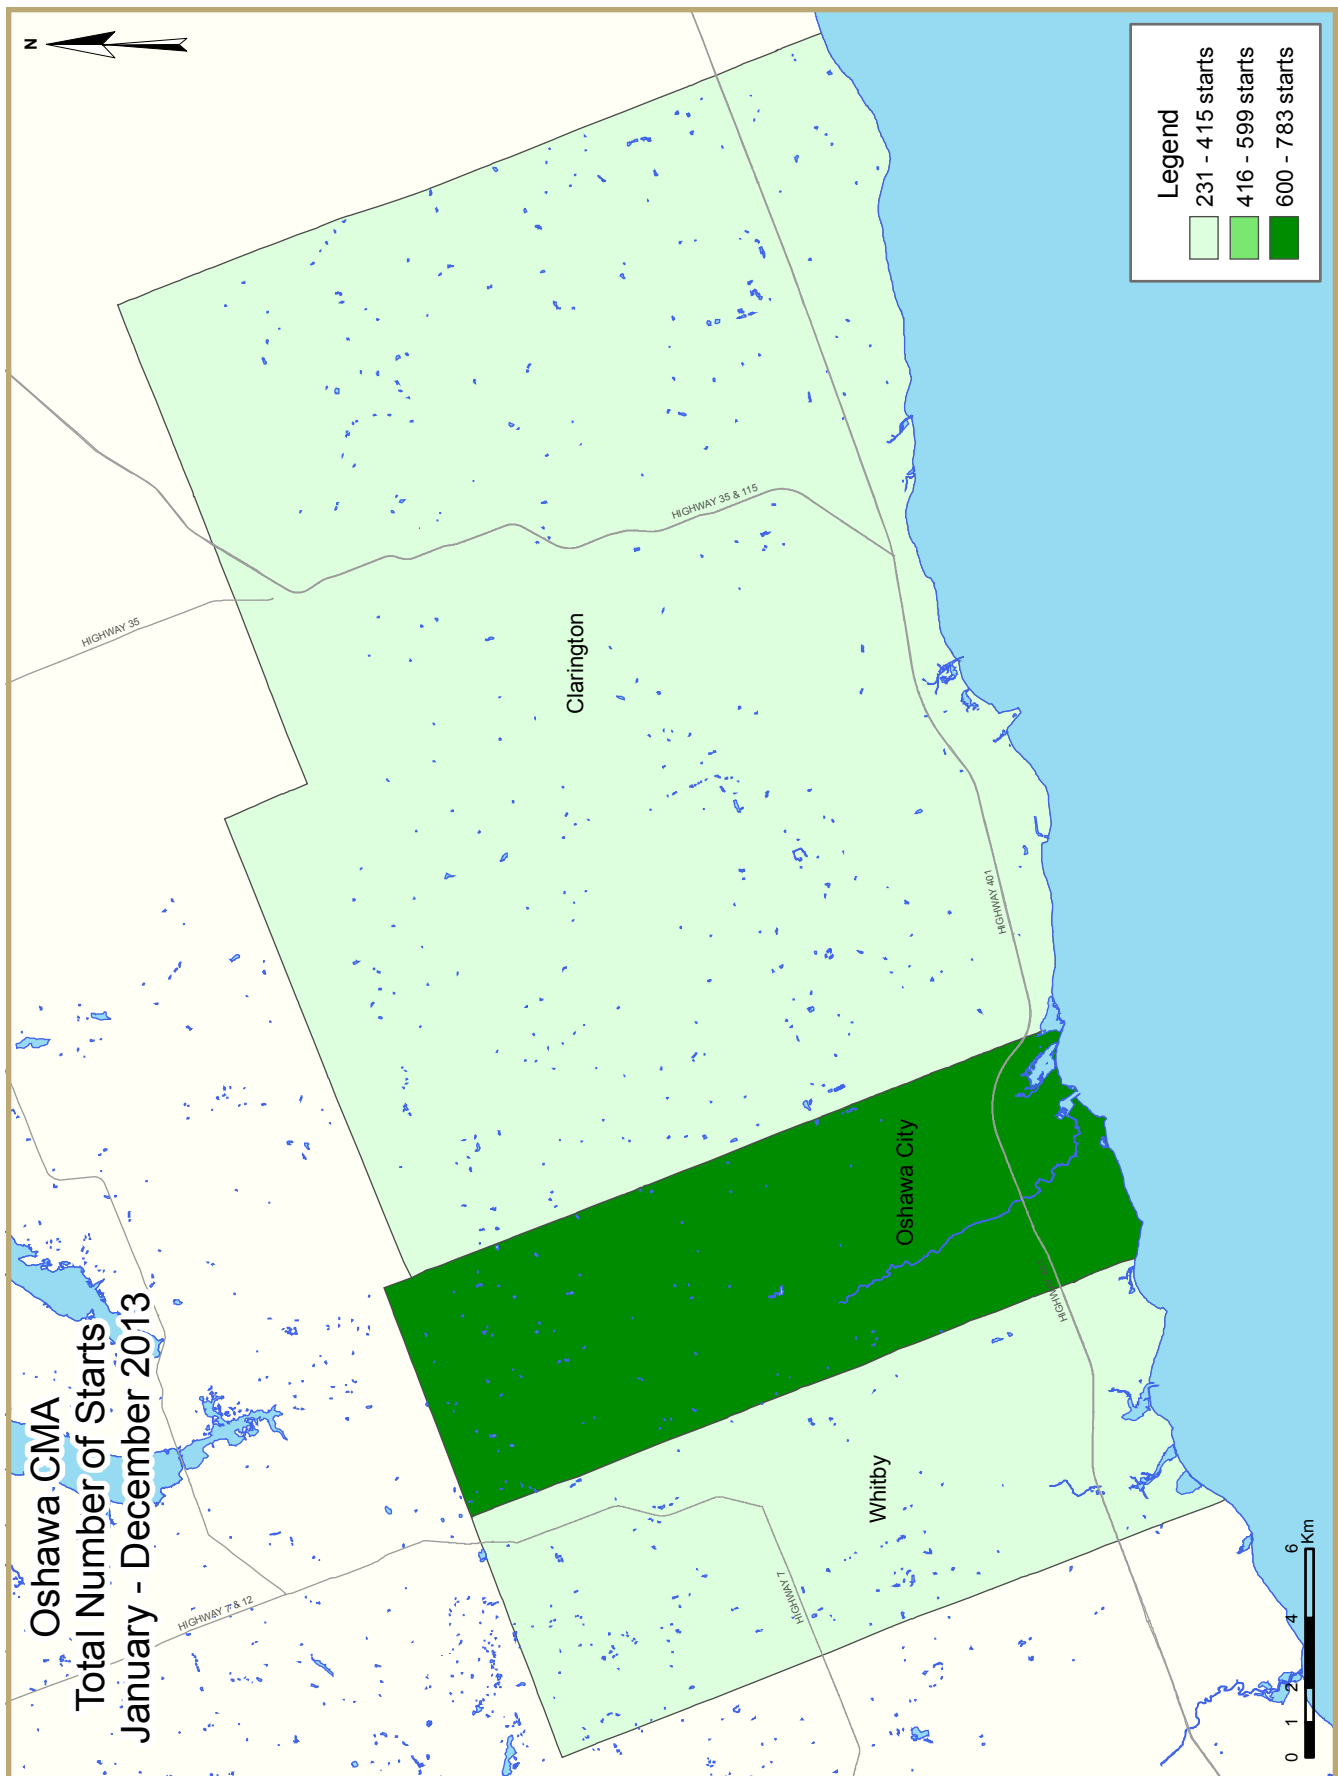 Oshawa CMA
Total Number of Starts
January - December 2013
N
HIGHWAY 7 & 12
HIGHWAY 35
HIGHWAY 35 & 115
Clarington
HIGHWAY 7
Whitby
Oshawa City
HIGHWAY 401
HIGHWAY
Legend
231 - 415 starts
416 - 599 starts
600 - 783 starts
0 1 2 4 6
Km